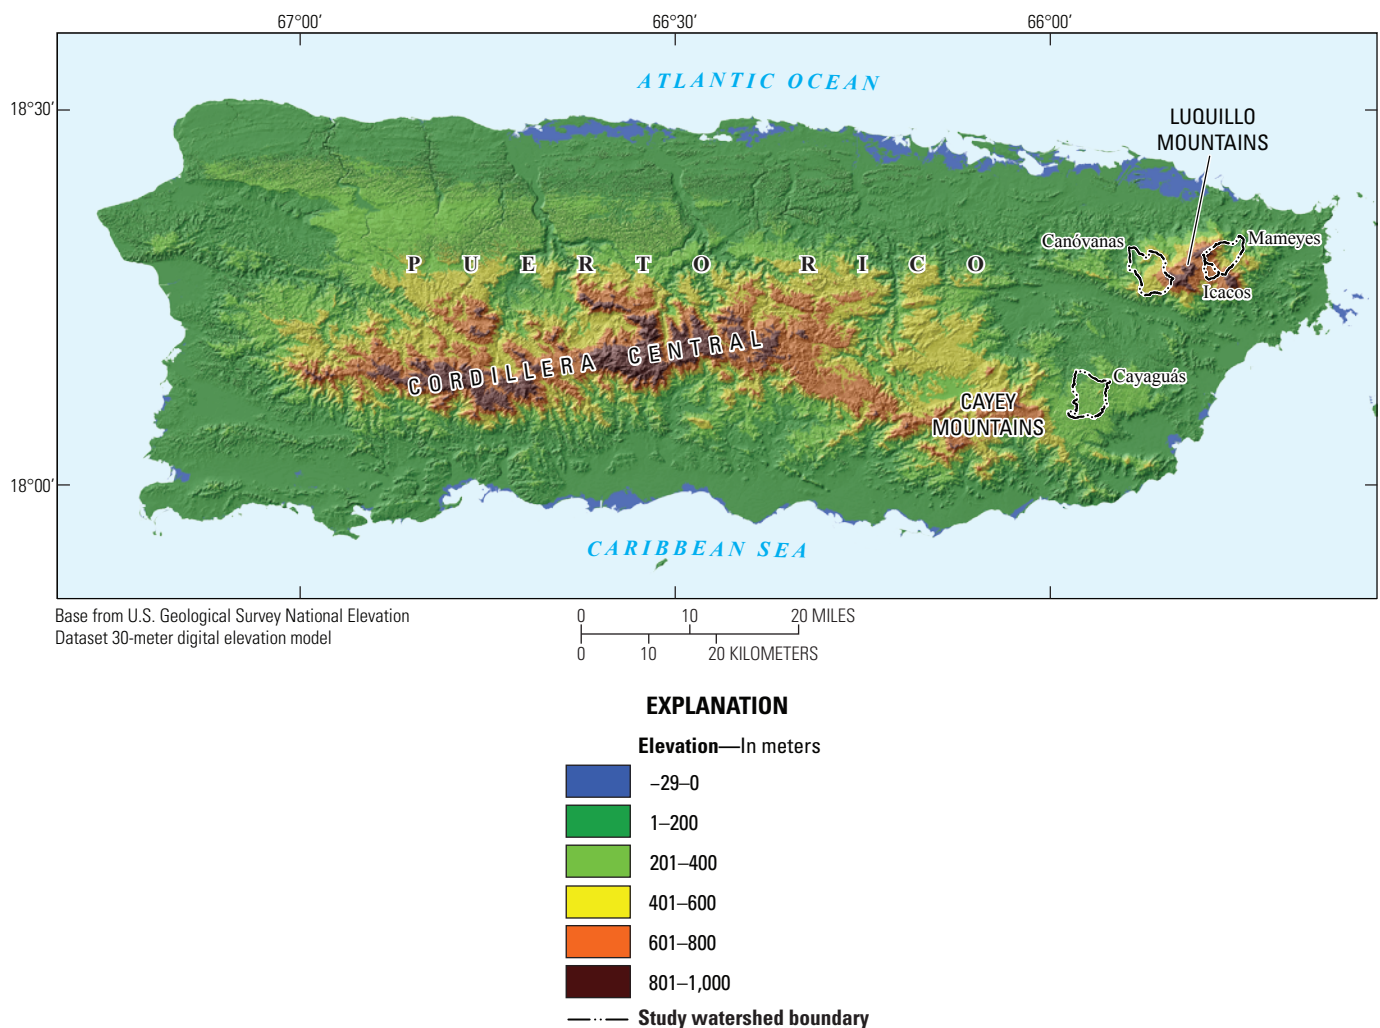 67°00′
66°30′
66°00′
ATLANTIC OCEAN
18°30′
LUQUILLO
MOUNTAINS
Canóvanas
Mameyes
PUERTO RICO
Icacos
CORDILLERA CENTRAL
Cayaguás
CAYEY
MOUNTAINS
18°00′
CARIBBEAN SEA
Base from U.S. Geological Survey National Elevation
Dataset 30-meter digital elevation model
0 10 20 MILES
0 10 20 KILOMETERS
EXPLANATION
Elevation—In meters
–29–0
1–200
201–400
401–600
601–800
801–1,000
Study watershed boundary